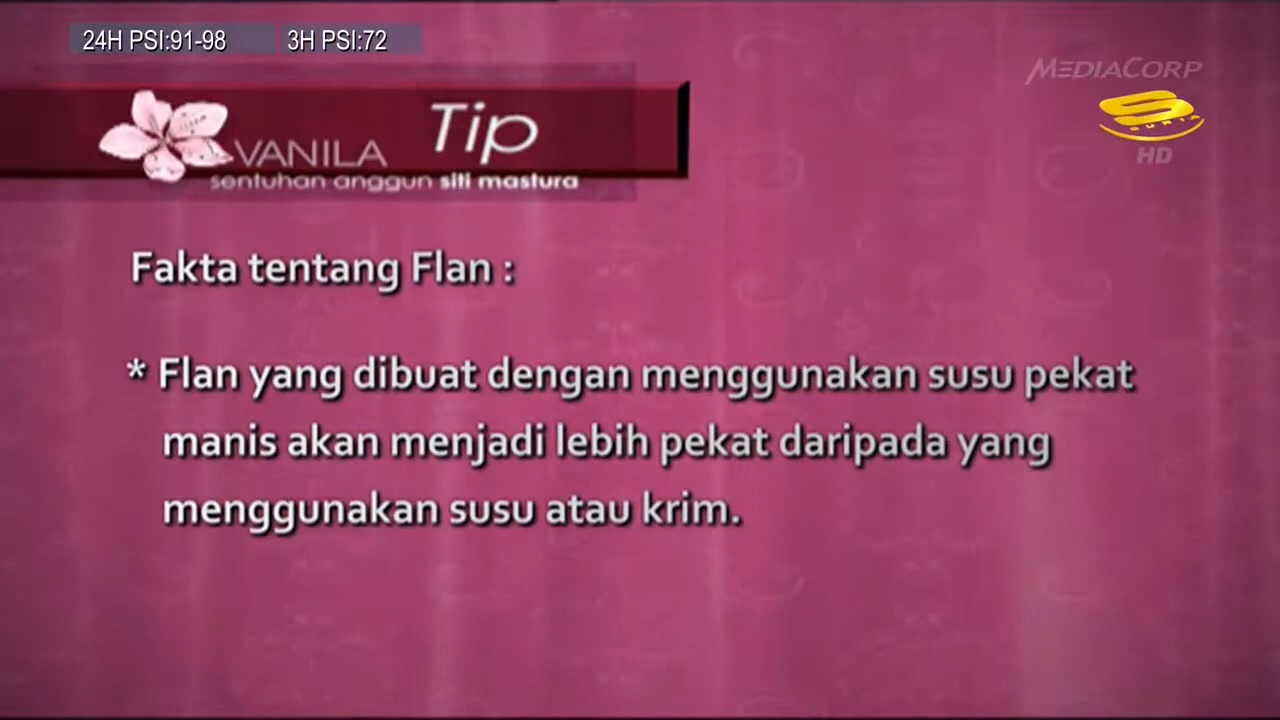 24H PSI:91-98 3H PSI:72
MEDIACORP
SURIA
HD
VANILA Tip
sentuhan anggun siti mastura
Fakta tentang Flan :
* Flan yang dibuat dengan menggunakan susu pekat
manis akan menjadi lebih pekat daripada yang
menggunakan susu atau krim.